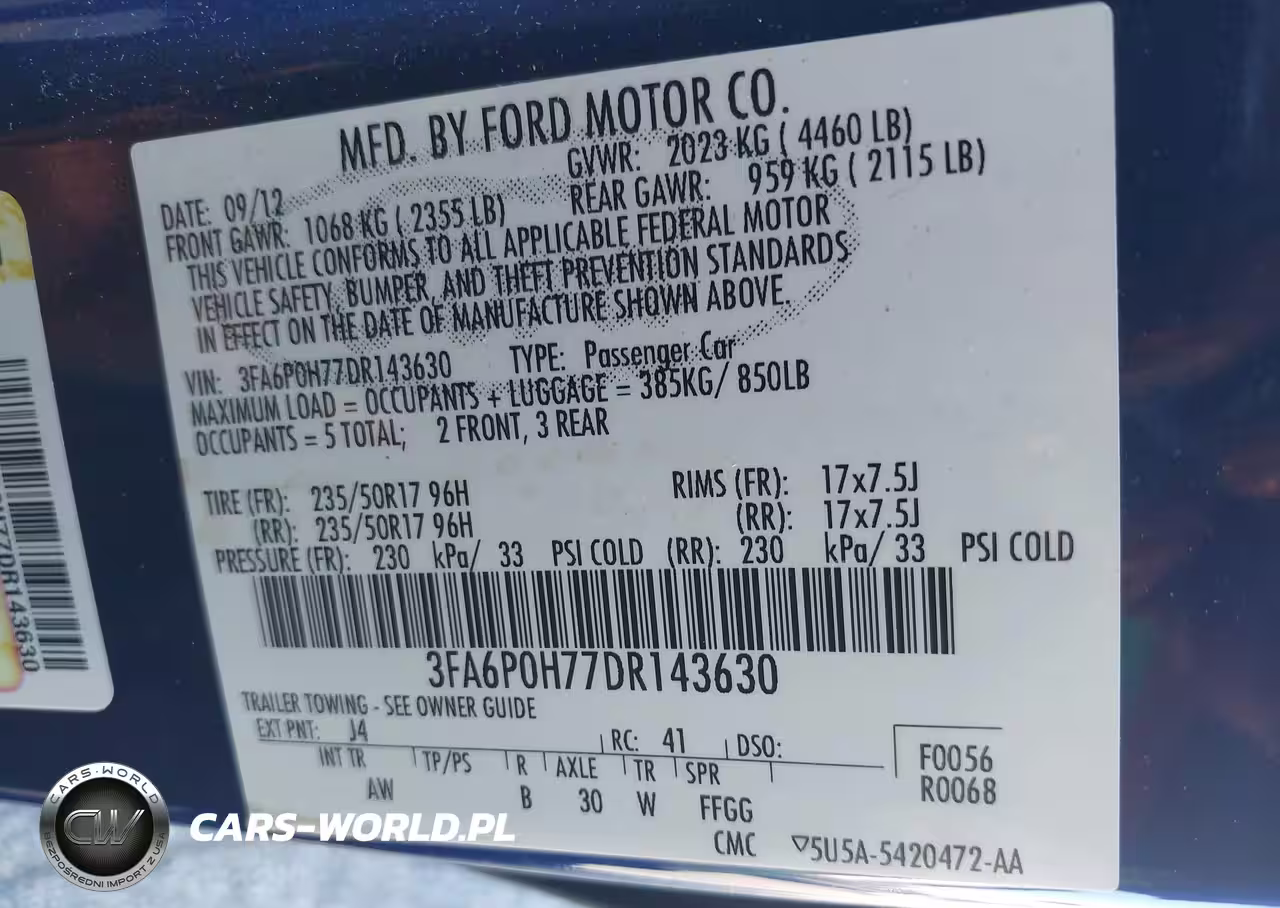 MFD. BY FORD MOTOR CO.
DATE: 09/12 GVWR: 2023 KG ( 4460 LB)
FRONT GAWR: 1068 KG ( 2355 LB) REAR GAWR: 959 KG ( 2115 LB)
THIS VEHICLE CONFORMS TO ALL APPLICABLE FEDERAL MOTOR
VEHICLE SAFETY, BUMPER, AND THEFT PREVENTION STANDARDS
IN EFFECT ON THE DATE OF MANUFACTURE SHOWN ABOVE.
VIN: 3FA6P0H77DR143630 TYPE: Passenger Car
MAXIMUM LOAD = OCCUPANTS + LUGGAGE = 385KG/ 850LB
OCCUPANTS = 5 TOTAL; 2 FRONT, 3 REAR
TIRE (FR): 235/50R17 96H RIMS (FR): 17x7.5J
(RR): 235/50R17 96H (RR): 17x7.5J
PRESSURE (FR): 230 kPa/ 33 PSI COLD (RR): 230 kPa/ 33 PSI COLD
3FA6P0H77DR143630
TRAILER TOWING - SEE OWNER GUIDE
EXT PNT: J4 RC: 41 DSO:
INT TR TP/PS R AXLE TR SPR
AW B 30 W FFGG
CMC
F0056
R0068
▽5U5A-5420472-AA
CARS-WORLD
CW
BEZPOŚREDNI IMPORT Z USA
CARS-WORLD.PL